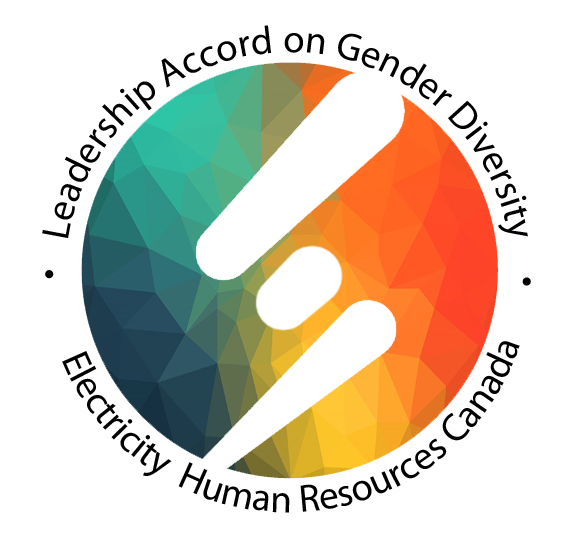 Leadership Accord on Gender Diversity
Electricity Human Resources Canada